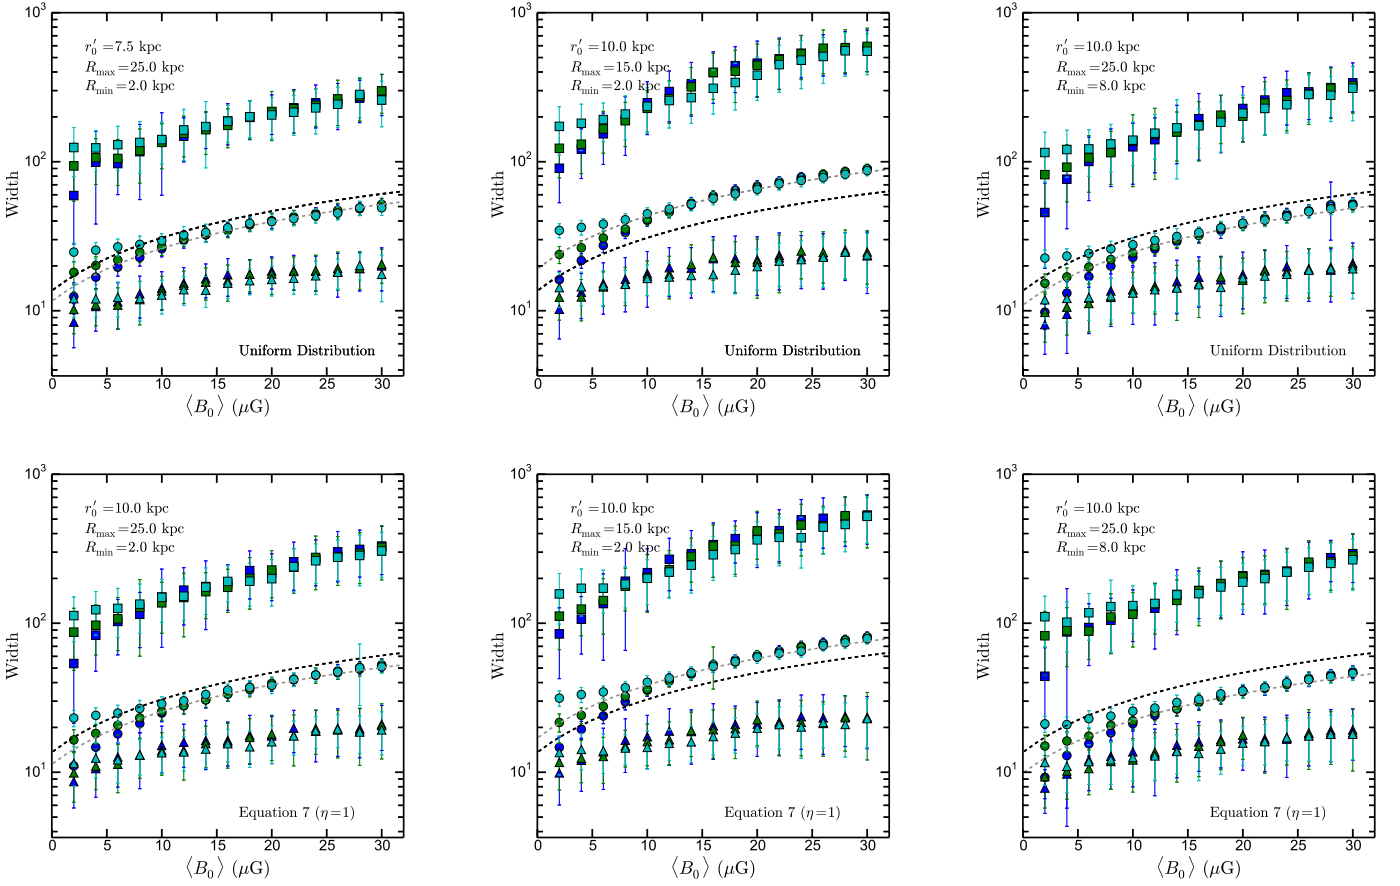 10³
10²
10¹
Width
r′₀ =7.5 kpc
R_max=25.0 kpc
R_min=2.0 kpc
Uniform Distribution
0 5 10 15 20 25 30
⟨B₀⟩ (μG)
10³
10²
10¹
Width
r′₀ =10.0 kpc
R_max=15.0 kpc
R_min=2.0 kpc
Uniform Distribution
0 5 10 15 20 25 30
⟨B₀⟩ (μG)
10³
10²
10¹
Width
r′₀ =10.0 kpc
R_max=25.0 kpc
R_min=8.0 kpc
Uniform Distribution
0 5 10 15 20 25 30
⟨B₀⟩ (μG)
10³
10²
10¹
Width
r′₀ =10.0 kpc
R_max=25.0 kpc
R_min=2.0 kpc
Equation 7 (η=1)
0 5 10 15 20 25 30
⟨B₀⟩ (μG)
10³
10²
10¹
Width
r′₀ =10.0 kpc
R_max=15.0 kpc
R_min=2.0 kpc
Equation 7 (η=1)
0 5 10 15 20 25 30
⟨B₀⟩ (μG)
10³
10²
10¹
Width
r′₀ =10.0 kpc
R_max=25.0 kpc
R_min=8.0 kpc
Equation 7 (η=1)
0 5 10 15 20 25 30
⟨B₀⟩ (μG)